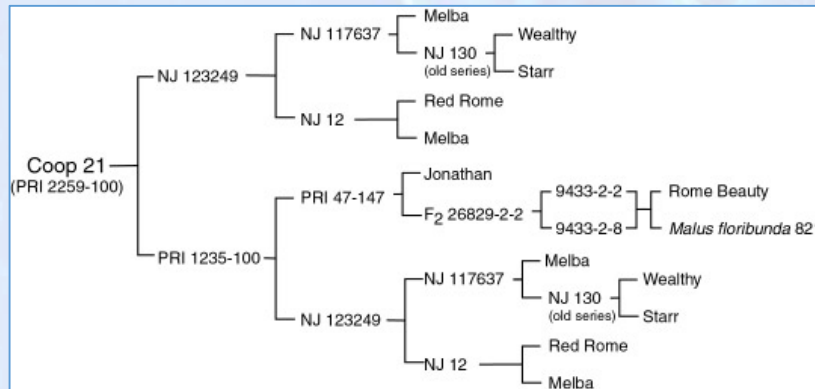 Melba
NJ 117637
Wealthy
NJ 130
(old series)
Starr
NJ 123249
Red Rome
NJ 12
Melba
Coop 21
(PRI 2259-100)
Jonathan
PRI 47-147
9433-2-2
Rome Beauty
F2 26829-2-2
9433-2-8
Malus floribunda 82
PRI 1235-100
Melba
NJ 117637
Wealthy
NJ 130
(old series)
Starr
NJ 123249
Red Rome
NJ 12
Melba